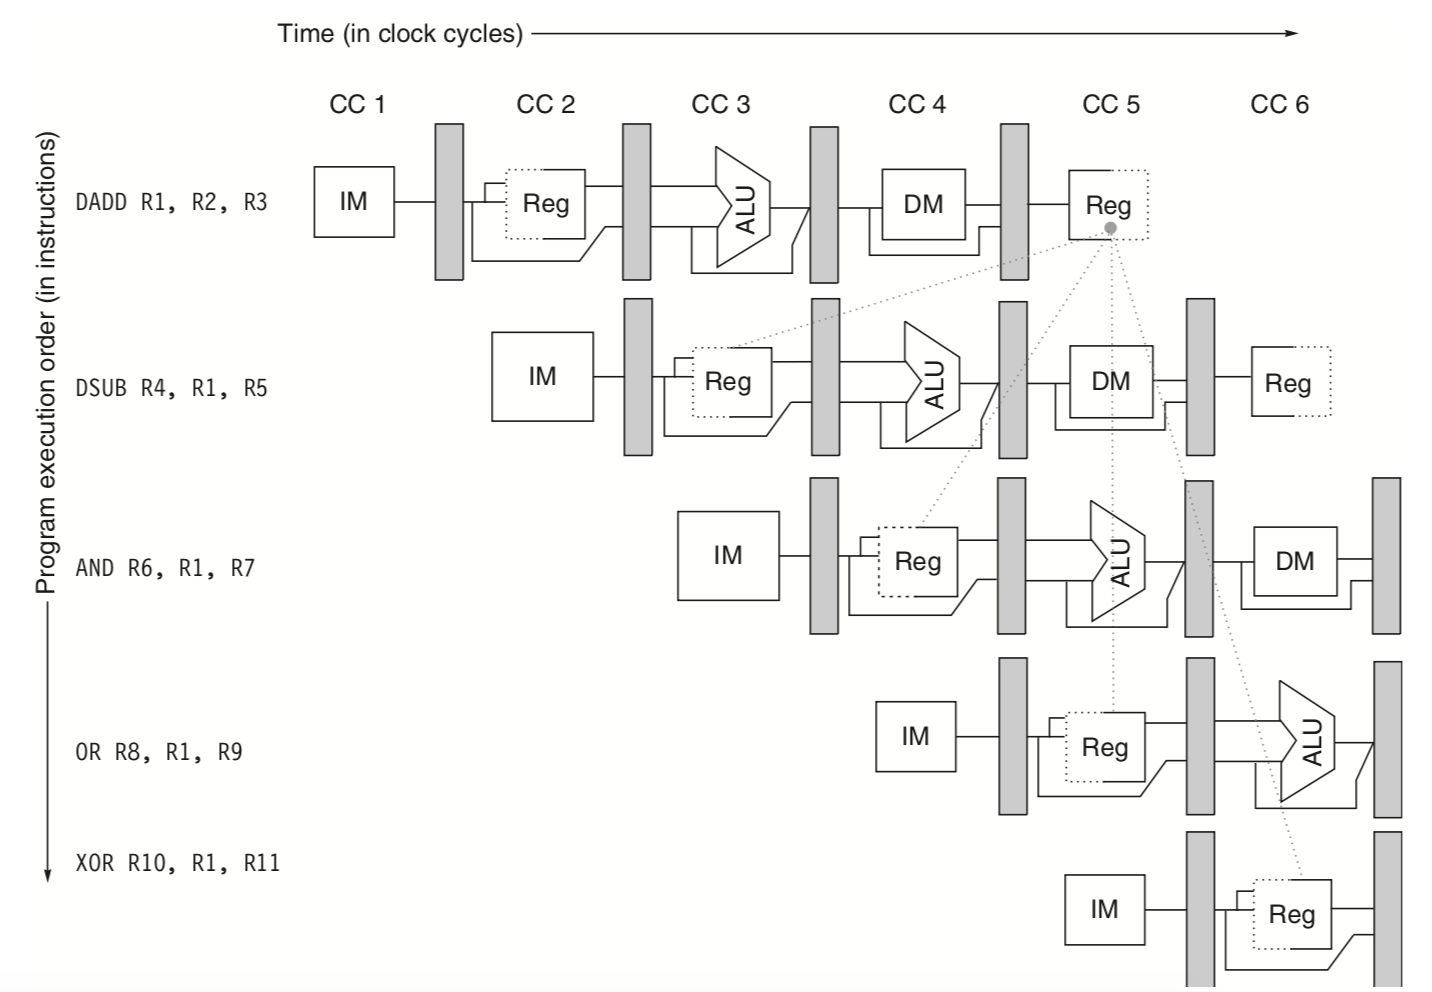 Time (in clock cycles)
CC 1 CC 2 CC 3 CC 4 CC 5 CC 6
Program execution order (in instructions)
DADD R1, R2, R3 IM Reg ALU DM Reg
DSUB R4, R1, R5 IM Reg ALU DM Reg
AND R6, R1, R7 IM Reg ALU DM
OR R8, R1, R9 IM Reg ALU
XOR R10, R1, R11 IM Reg